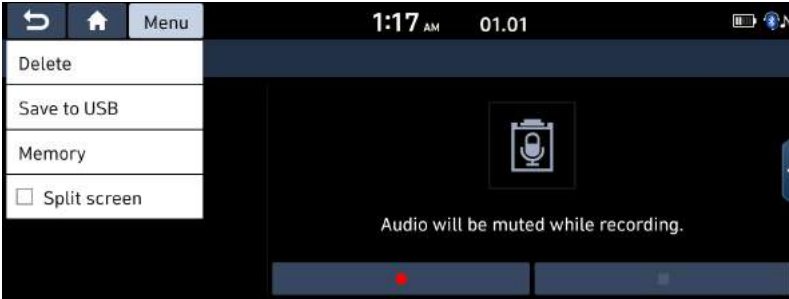 Menu
1:17 AM 01.01
Delete
Save to USB
Memory
Split screen
Audio will be muted while recording.